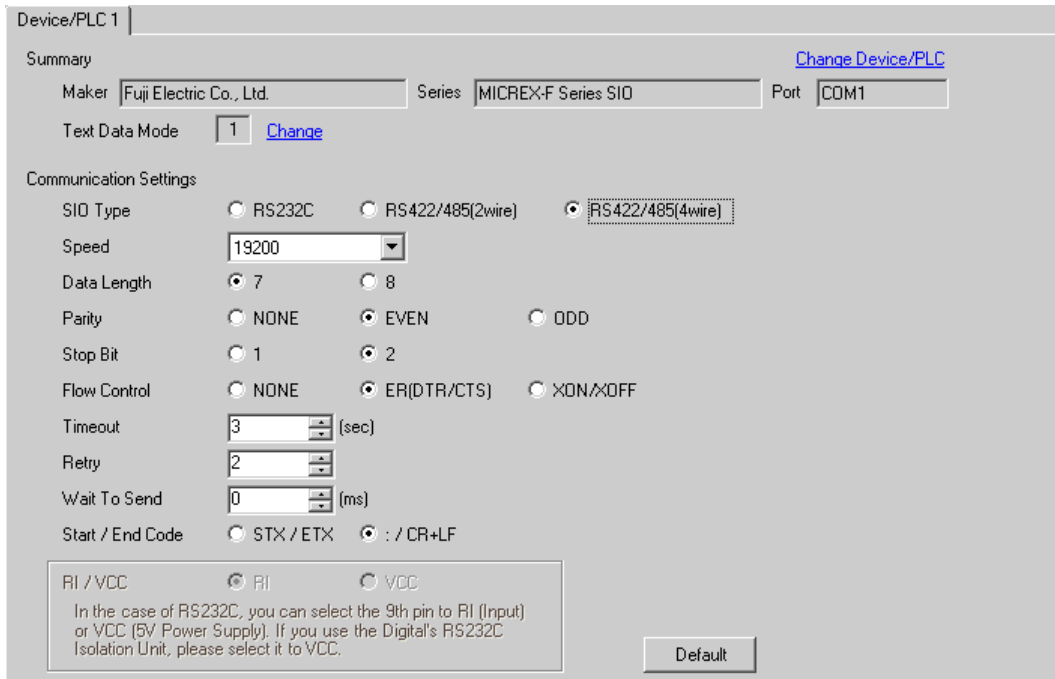 Device/PLC 1
Summary Change Device/PLC
Maker Fuji Electric Co., Ltd. Series MICREX-F Series SIO Port COM1
Text Data Mode 1 Change
Communication Settings
SIO Type RS232C RS422/485(2wire) RS422/485(4wire)
Speed 19200
Data Length 7 8
Parity NONE EVEN ODD
Stop Bit 1 2
Flow Control NONE ER(DTR/CTS) XON/XOFF
Timeout 3 (sec)
Retry 2
Wait To Send 0 (ms)
Start / End Code STX / ETX : / CR+LF
RI / VCC RI VCC
In the case of RS232C, you can select the 9th pin to RI (Input)
or VCC (5V Power Supply). If you use the Digital's RS232C
Isolation Unit, please select it to VCC.
Default